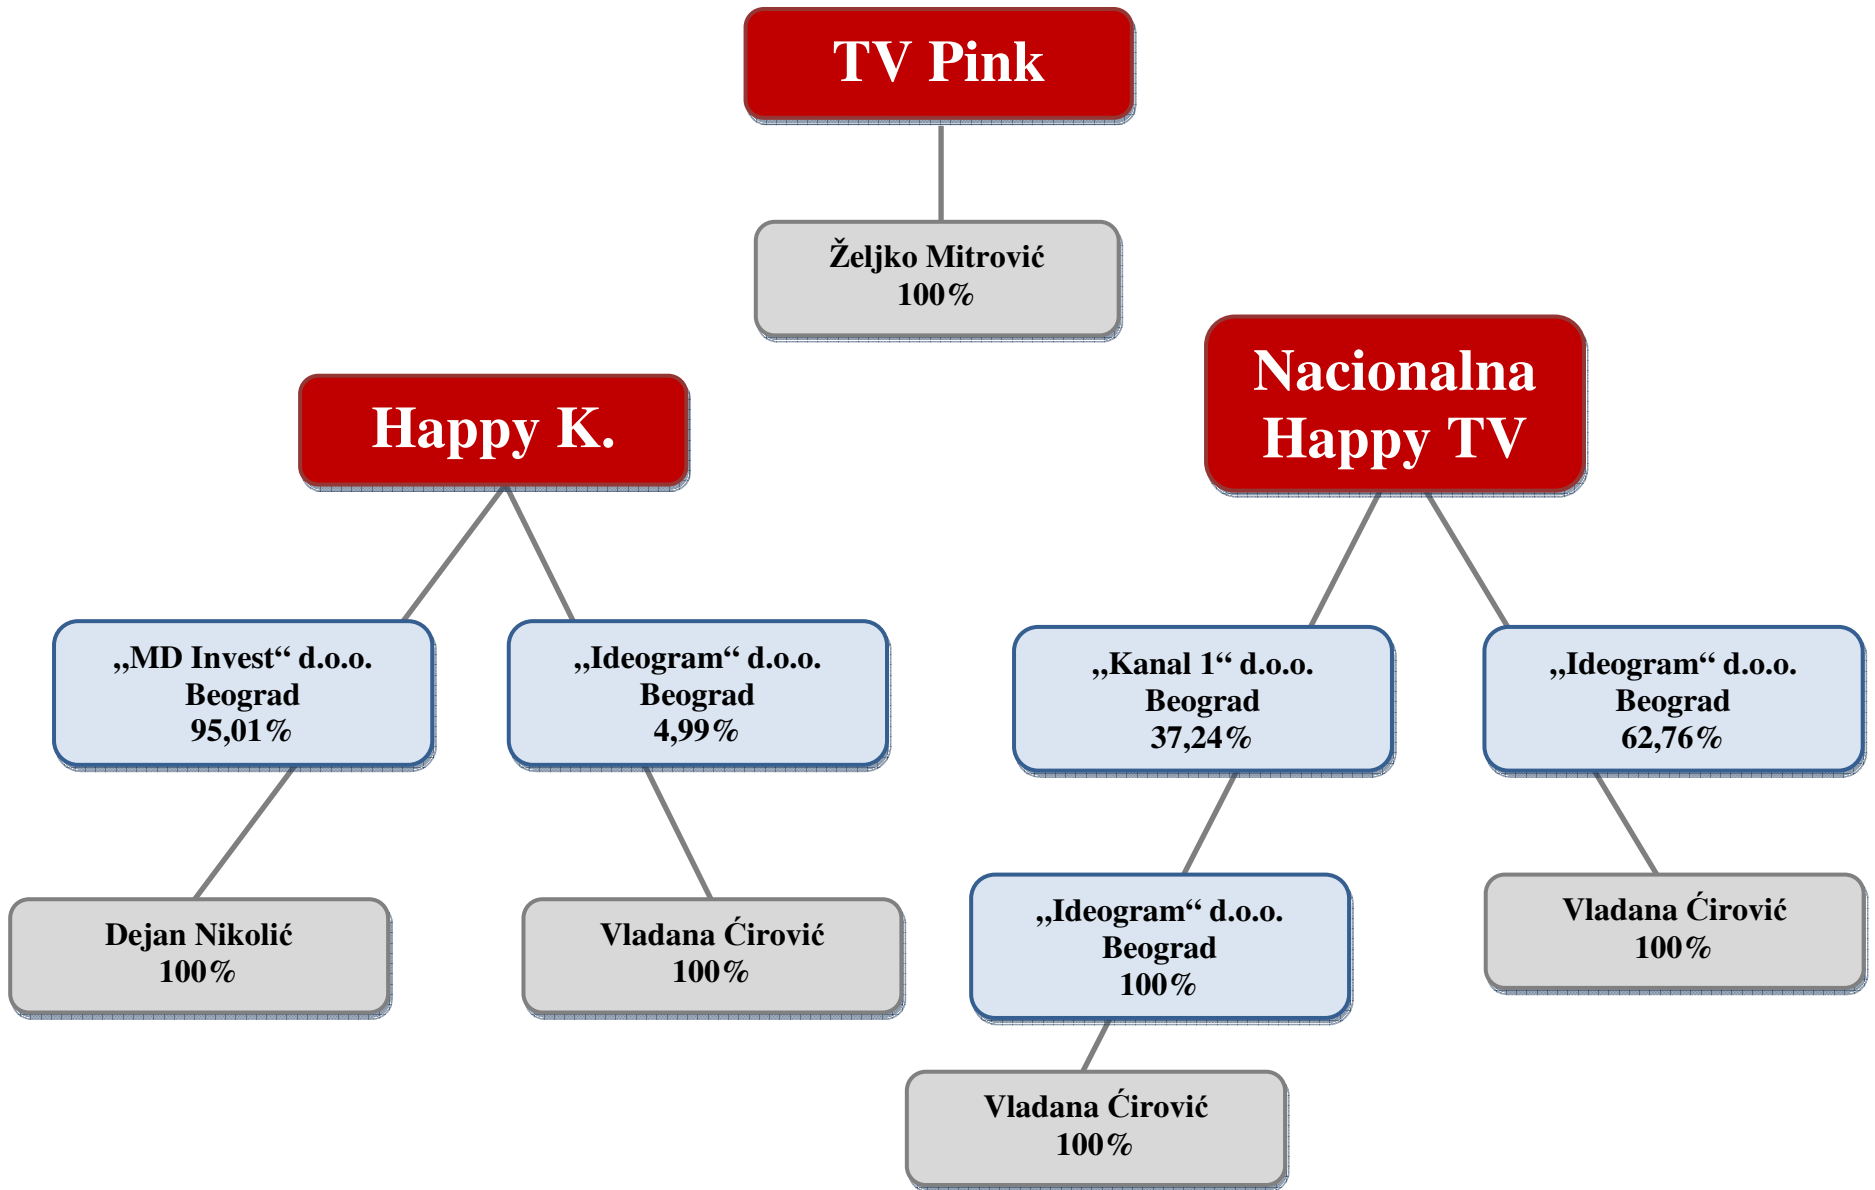 TV Pink
Željko Mitrović
100%
Happy K.
Nacionalna
Happy TV
„MD Invest“ d.o.o.
Beograd
95,01%
„Ideogram“ d.o.o.
Beograd
4,99%
„Kanal 1“ d.o.o.
Beograd
37,24%
„Ideogram“ d.o.o.
Beograd
62,76%
Dejan Nikolić
100%
Vladana Ćirović
100%
„Ideogram“ d.o.o.
Beograd
100%
Vladana Ćirović
100%
Vladana Ćirović
100%